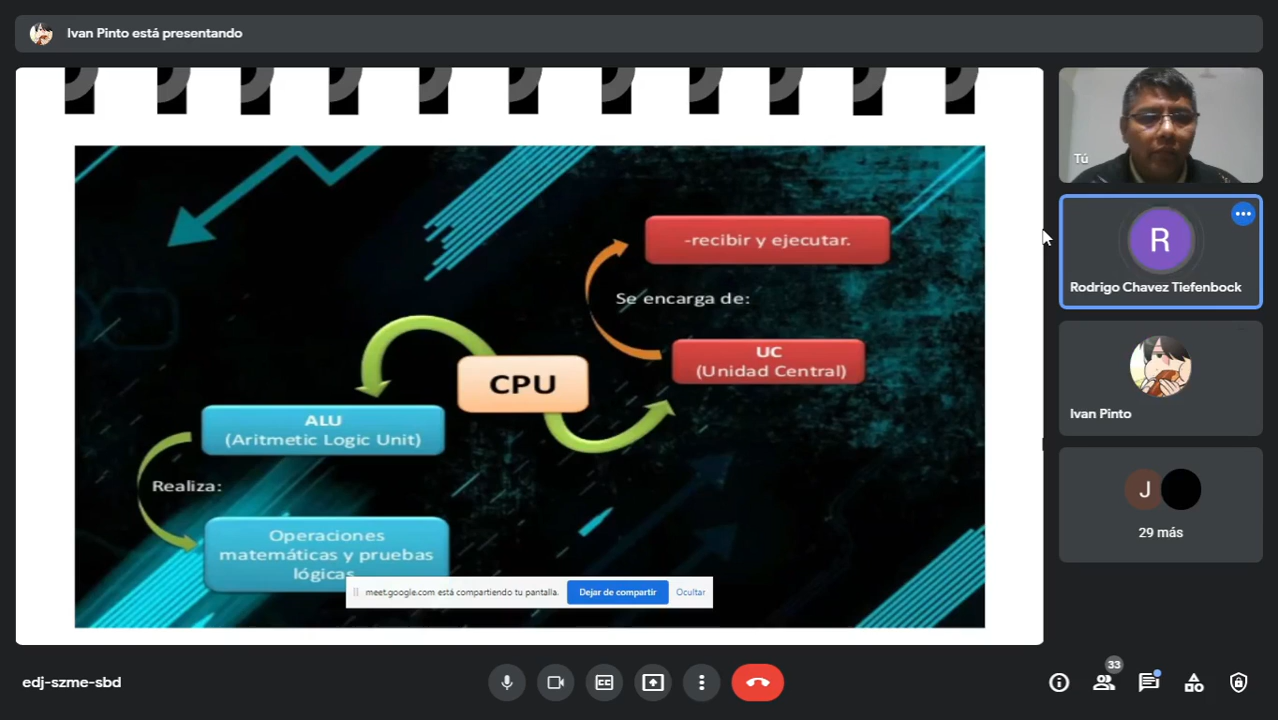 Ivan Pinto está presentando
-recibir y ejecutar.
Se encarga de:
UC
(Unidad Central)
CPU
ALU
(Aritmetic Logic Unit)
Realiza:
Operaciones
matemáticas y pruebas
lógicas
meet.google.com está compartiendo tu pantalla.
Dejar de compartir
Ocultar
Tú
R
Rodrigo Chavez Tiefenbock
Ivan Pinto
J
29 más
edj-szme-sbd
CC
33